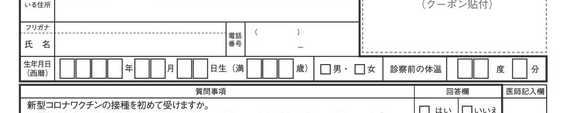 いる住所
(クーポン貼付)
フリガナ
氏 名
電話
番号
( )
–
生年月日
(西暦)
年 月 日生 (満 歳) 男・ 女 診察前の体温 度 分
質問事項 回答欄 医師記入欄
新型コロナワクチンの接種を初めて受けますか。
はい いいえ